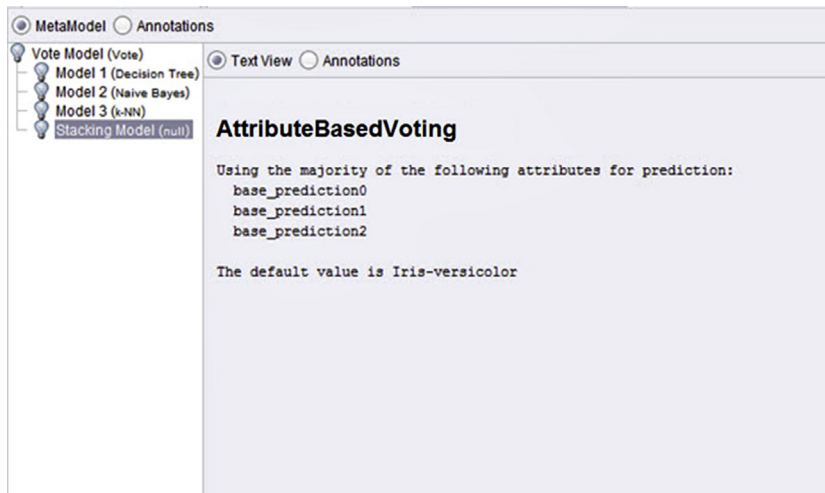 MetaModel Annotations
Vote Model (Vote)
Model 1 (Decision Tree)
Model 2 (Naive Bayes)
Model 3 (k-NN)
Stacking Model (null)
Text View Annotations
AttributeBasedVoting
Using the majority of the following attributes for prediction:
base_prediction0
base_prediction1
base_prediction2
The default value is Iris-versicolor